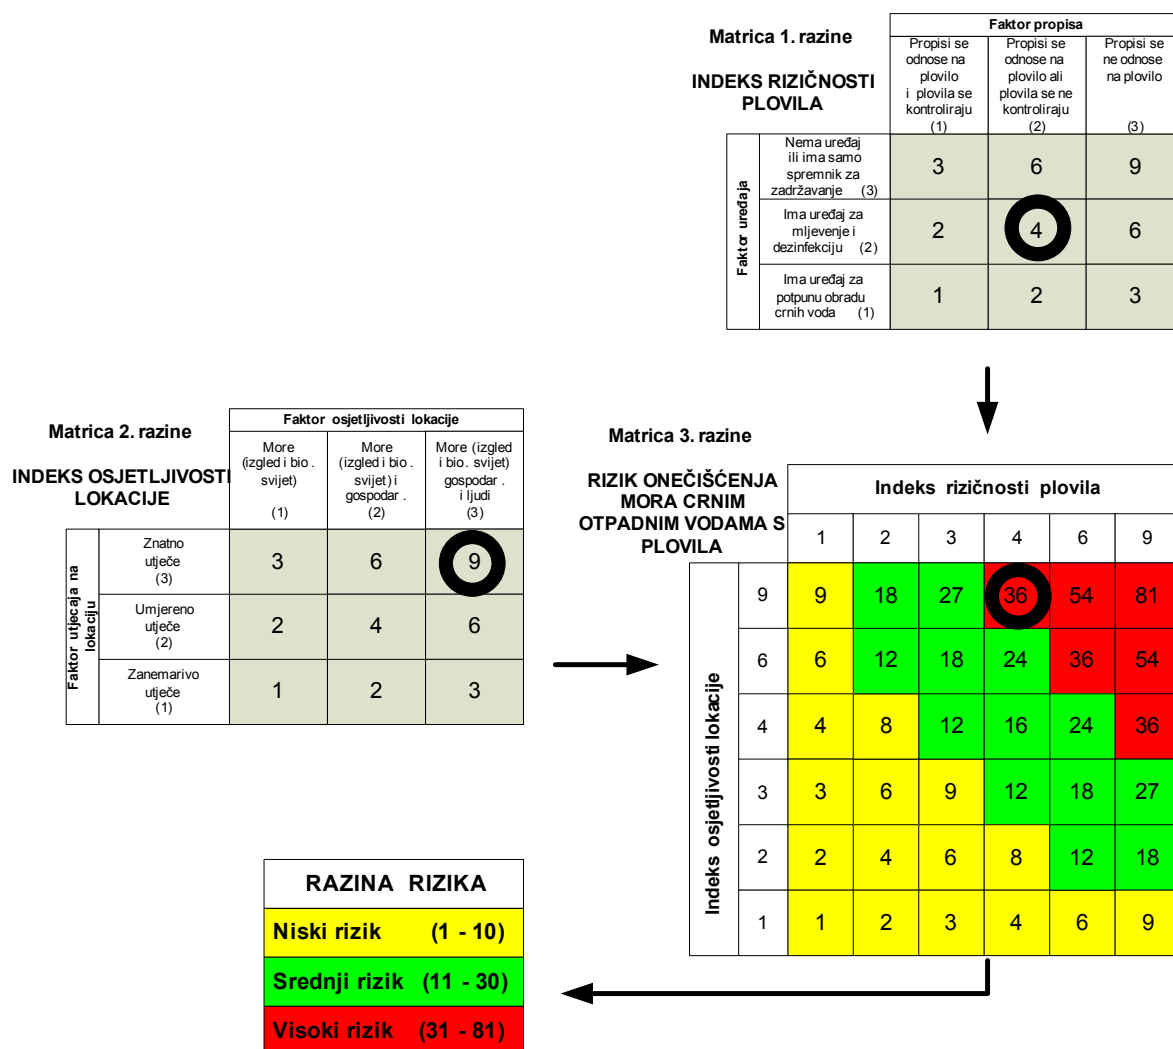 Matrica 1. razine
INDEKS RIZIČNOSTI
PLOVILA
Faktor propisa
Propisi se
odnose na
plovilo
i plovila se
kontroliraju
(1)
Propisi se
odnose na
plovilo ali
plovila se ne
kontroliraju
(2)
Propisi se
ne odnose
na plovilo
(3)
Faktor uređaja
Nema uređaj
ili ima samo
spremnik za
zadržavanje (3)
3 6 9
Ima uređaj za
mljevenje i
dezinfekciju (2)
2 4 6
Ima uređaj za
potpunu obradu
crnih voda (1)
1 2 3
Matrica 2. razine
INDEKS OSJETLJIVOSTI
LOKACIJE
Faktor osjetljivosti lokacije
More
(izgled i bio.
svijet)
(1)
More
(izgled i bio.
svijet) i
gospodar.
(2)
More (izgled
i bio. svijet)
gospodar.
i ljudi
(3)
Faktor utjecaja na
lokaciju
Znatno
utječe
(3)
3 6 9
Umjereno
utječe
(2)
2 4 6
Zanemarivo
utječe
(1)
1 2 3
Matrica 3. razine
RIZIK ONEČIŠĆENJA
MORA CRNIM
OTPADNIM VODAMA S
PLOVILA
Indeks rizičnosti plovila
1 2 3 4 6 9
Indeks osjetljivosti lokacije
9 9 18 27 36 54 81
6 6 12 18 24 36 54
4 4 8 12 16 24 36
3 3 6 9 12 18 27
2 2 4 6 8 12 18
1 1 2 3 4 6 9
RAZINA RIZIKA
Niski rizik (1 - 10)
Srednji rizik (11 - 30)
Visoki rizik (31 - 81)